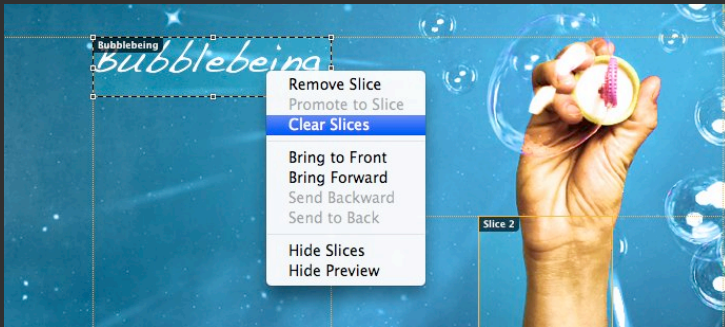 Bubblebeing
Bubblebeing
Remove Slice
Promote to Slice
Clear Slices
Bring to Front
Bring Forward
Send Backward
Send to Back
Slice 2
Hide Slices
Hide Preview